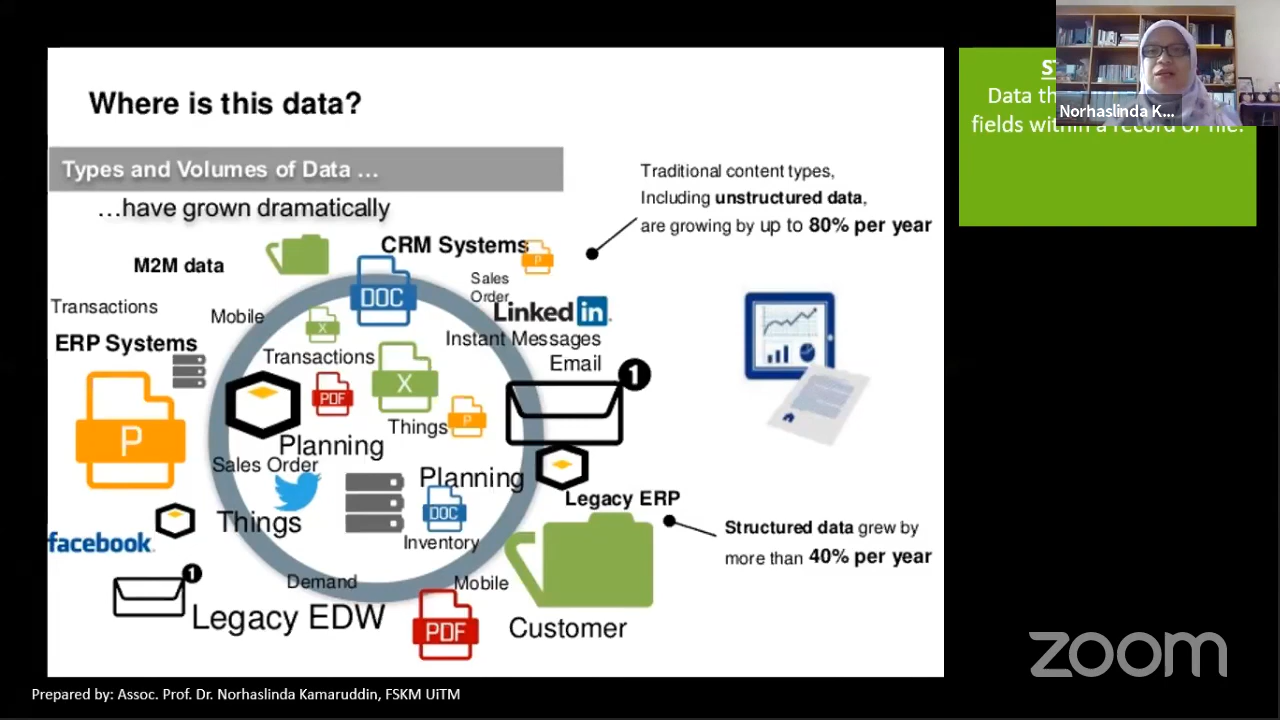 Where is this data?
Types and Volumes of Data ...
...have grown dramatically
Traditional content types,
Including unstructured data,
are growing by up to 80% per year
CRM Systems
P
M2M data
DOC
Sales
Order
Transactions
Mobile
X
Linked in
Instant Messages
ERP Systems
Transactions
Email
1
X
PDF
P
P
Things
Planning
Sales Order
Planning
DOC
Legacy ERP
Things
facebook
Inventory
Structured data grew by
more than 40% per year
1
Demand
Mobile
Legacy EDW
PDF
Customer
Data th
fields within a record or file.
Norhaslinda K...
zoom
Prepared by: Assoc. Prof. Dr. Norhaslinda Kamaruddin, FSKM UiTM